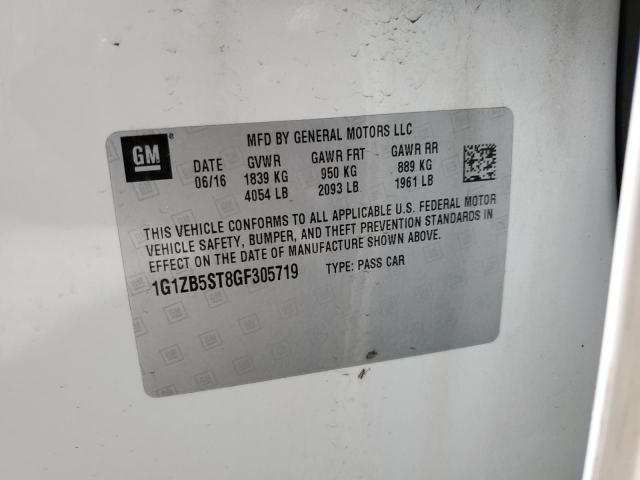 GM
MFD BY GENERAL MOTORS LLC
DATE GVWR GAWR FRT GAWR RR
06/16 1839 KG 950 KG 889 KG
4054 LB 2093 LB 1961 LB
THIS VEHICLE CONFORMS TO ALL APPLICABLE U.S. FEDERAL MOTOR
VEHICLE SAFETY, BUMPER, AND THEFT PREVENTION STANDARDS IN
EFFECT ON THE DATE OF MANUFACTURE SHOWN ABOVE.
1G1ZB5ST8GF305719 TYPE: PASS CAR